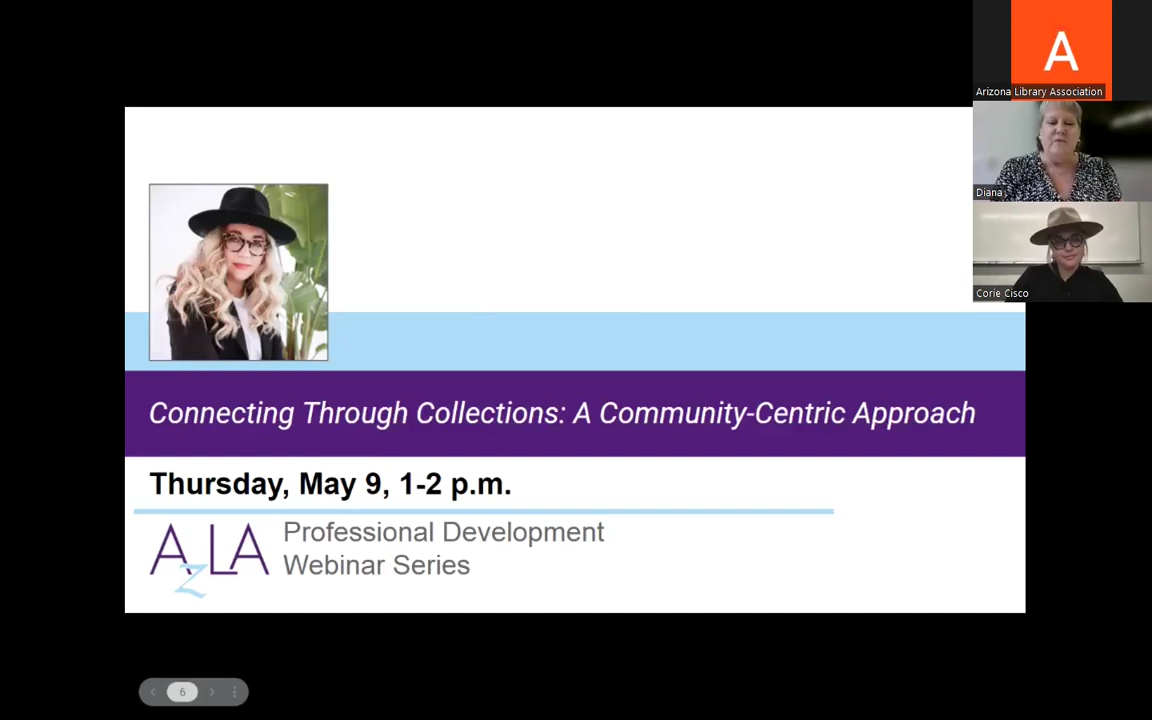 A
Arizona Library Association
Diana
Corie Cisco
Connecting Through Collections: A Community-Centric Approach
Thursday, May 9, 1-2 p.m.
AzLA
Professional Development
Webinar Series
6